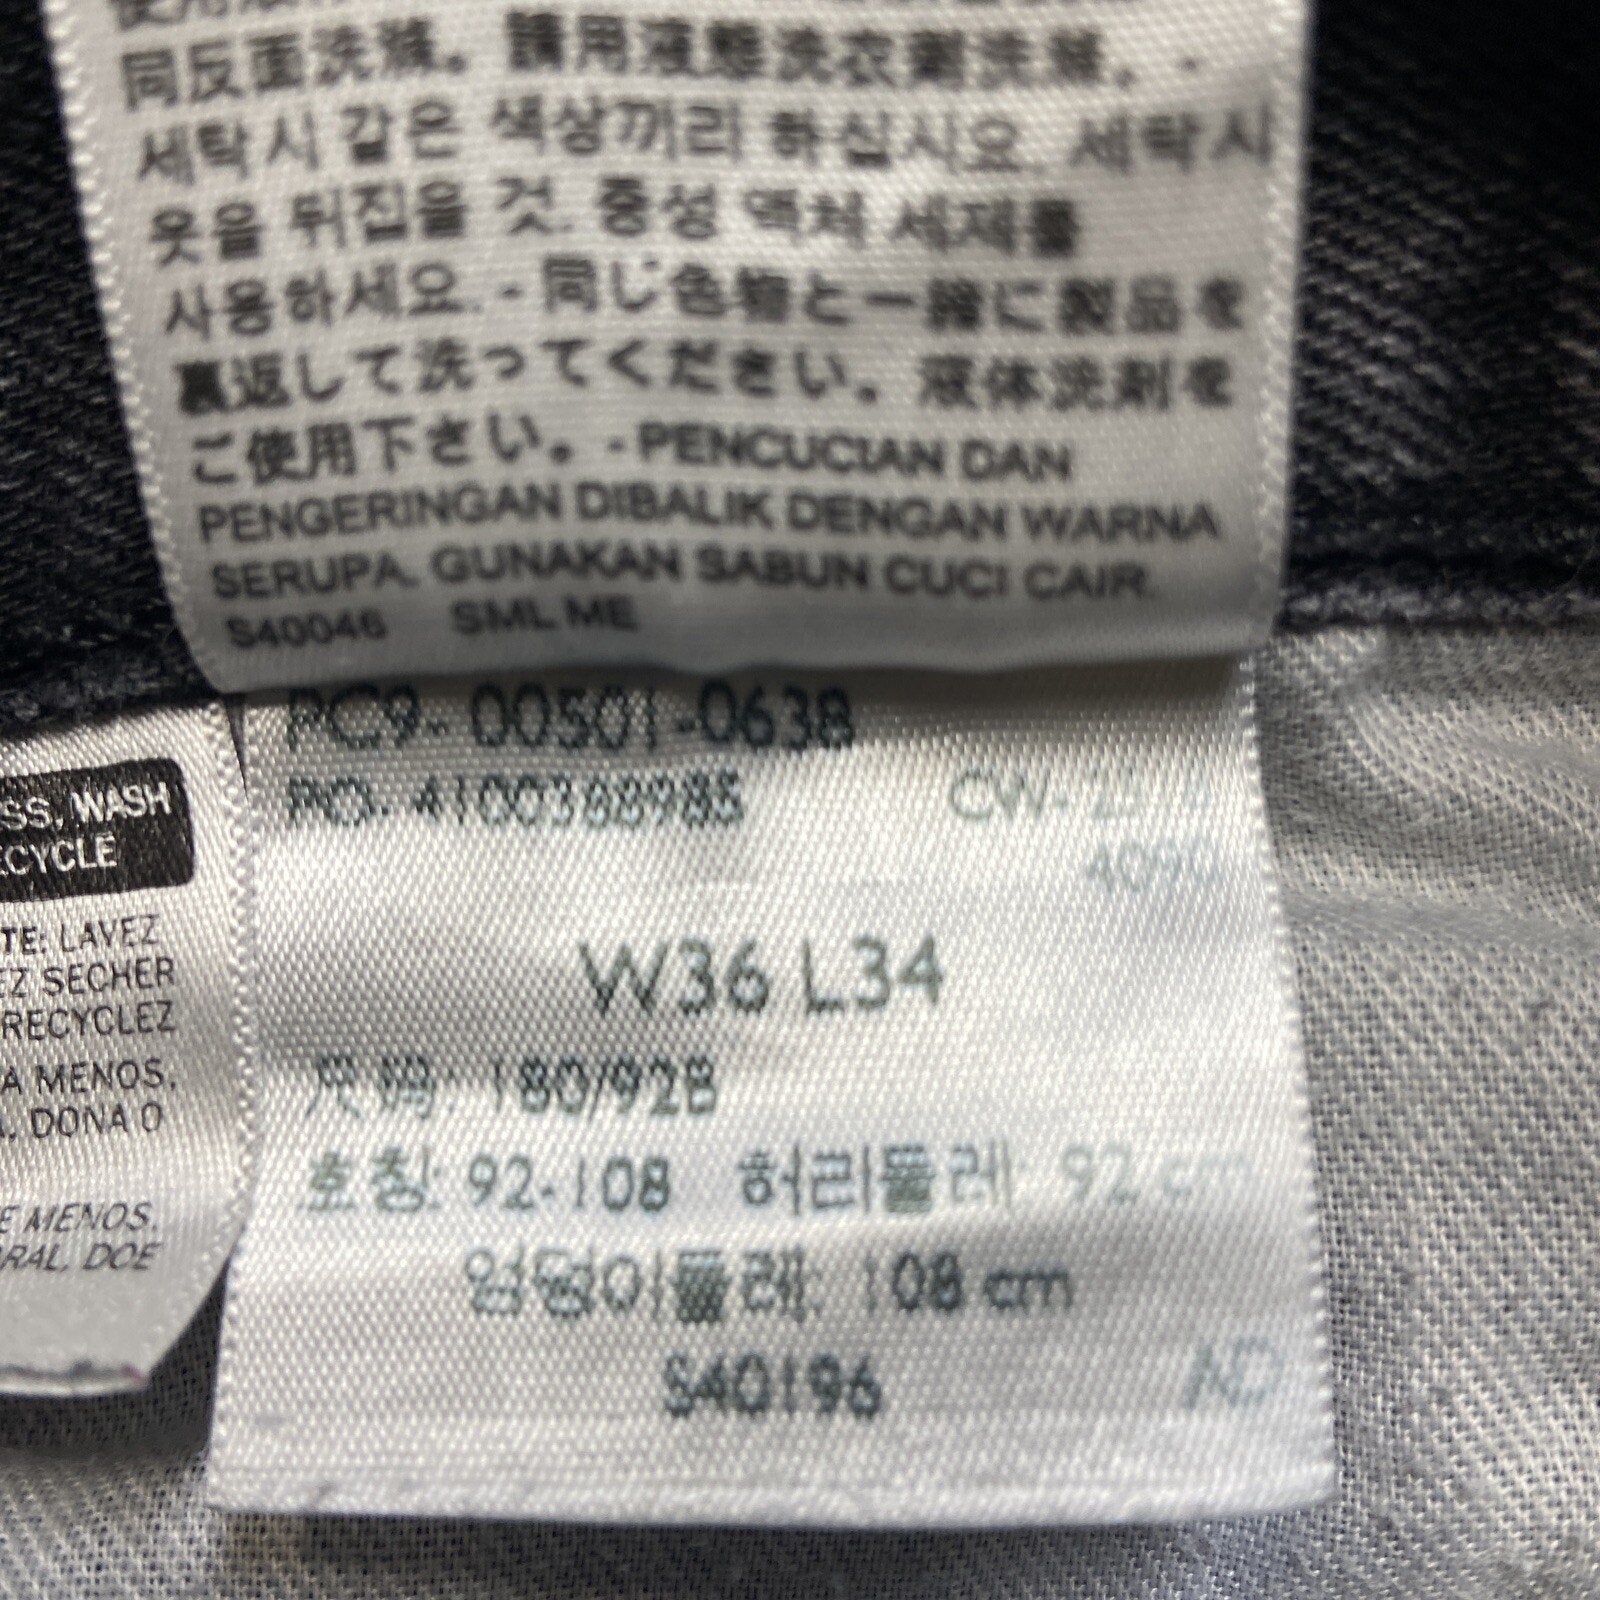 同反面洗滌。請用液態洗衣劑洗滌。-
세탁시 같은 색상끼리 하십시오. 세탁시
옷을 뒤집을 것. 중성 액처 세제를
사용하세요. - 同じ色物と一緒に製品を
裏返して洗ってください。液体洗剤を
ご使用下さい。-PENCUCIAN DAN
PENGERINGAN DIBALIK DENGAN WARNA
SERUPA. GUNAKAN SABUN CUCI CAIR.
S40046 SML ME
PC9-00501-0638
PO-4100388985 CW-
W36 L34
尺码: 180/92B
호칭: 92-108 허리둘레: 92 cm
엉덩이둘레: 108 cm
S40196 AO
SS, WASH
ECYCLE
TE: LAVEZ
EZ SECHER
RECYCLEZ
A MENOS,
A, DONA O
E MENOS,
RAL. DOE